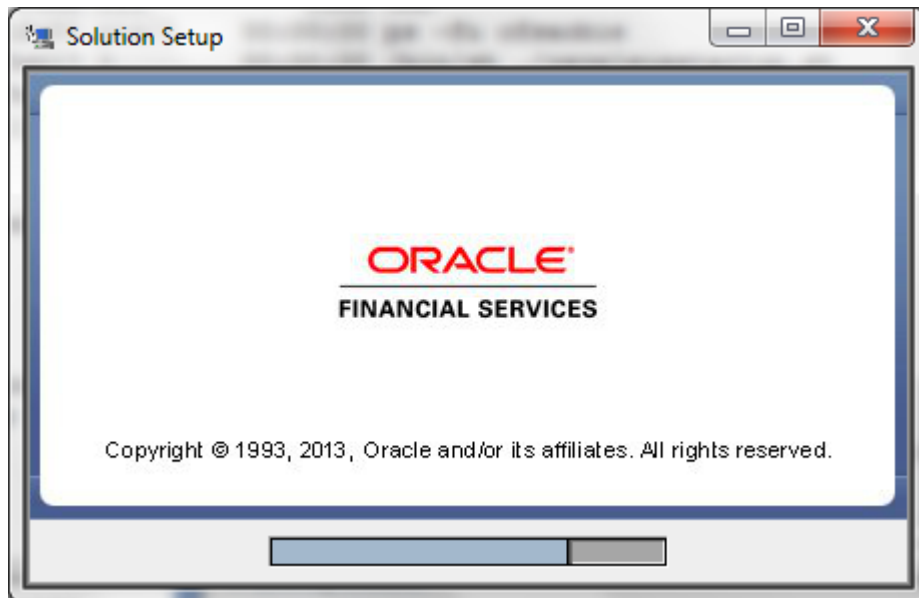 Solution Setup
ORACLE®
FINANCIAL SERVICES
Copyright © 1993, 2013, Oracle and/or its affiliates. All rights reserved.